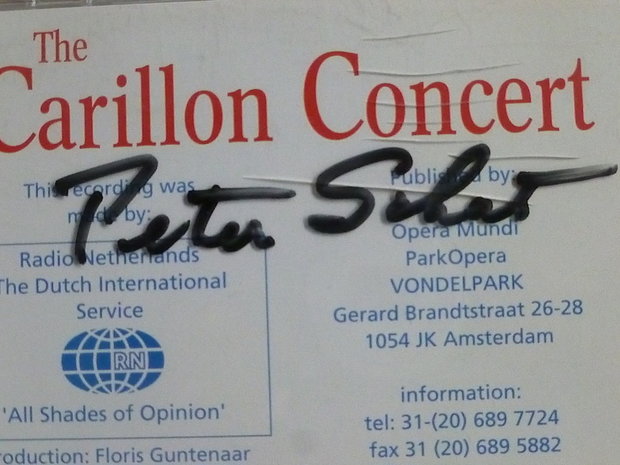 The
Carillon Concert
Peter Schat
This recording was
made by:
Radio Netherlands
The Dutch International
Service
RN
'All Shades of Opinion'
roduction: Floris Guntenaar
Published by:
Opera Mundi
ParkOpera
VONDELPARK
Gerard Brandtstraat 26-28
1054 JK Amsterdam
information:
tel: 31-(20) 689 7724
fax 31 (20) 689 5882